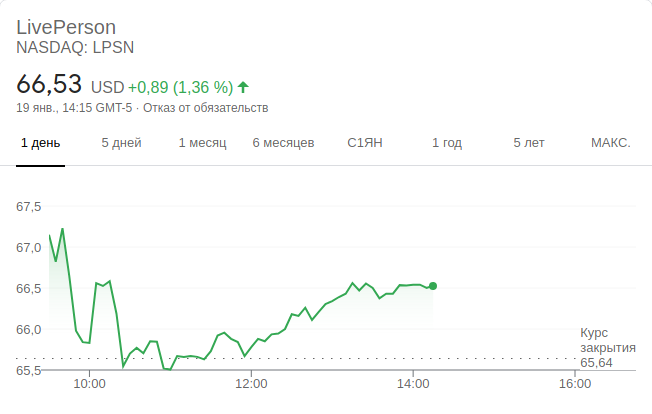 LivePerson
NASDAQ: LPSN
66,53 USD +0,89 (1,36 %)
19 янв., 14:15 GMT-5 · Отказ от обязательств
1 день 5 дней 1 месяц 6 месяцев С1ЯН 1 год 5 лет МАКС.
67,5
67,0
66,5
66,0
65,5
Курс
закрытия
65,64
10:00 12:00 14:00 16:00